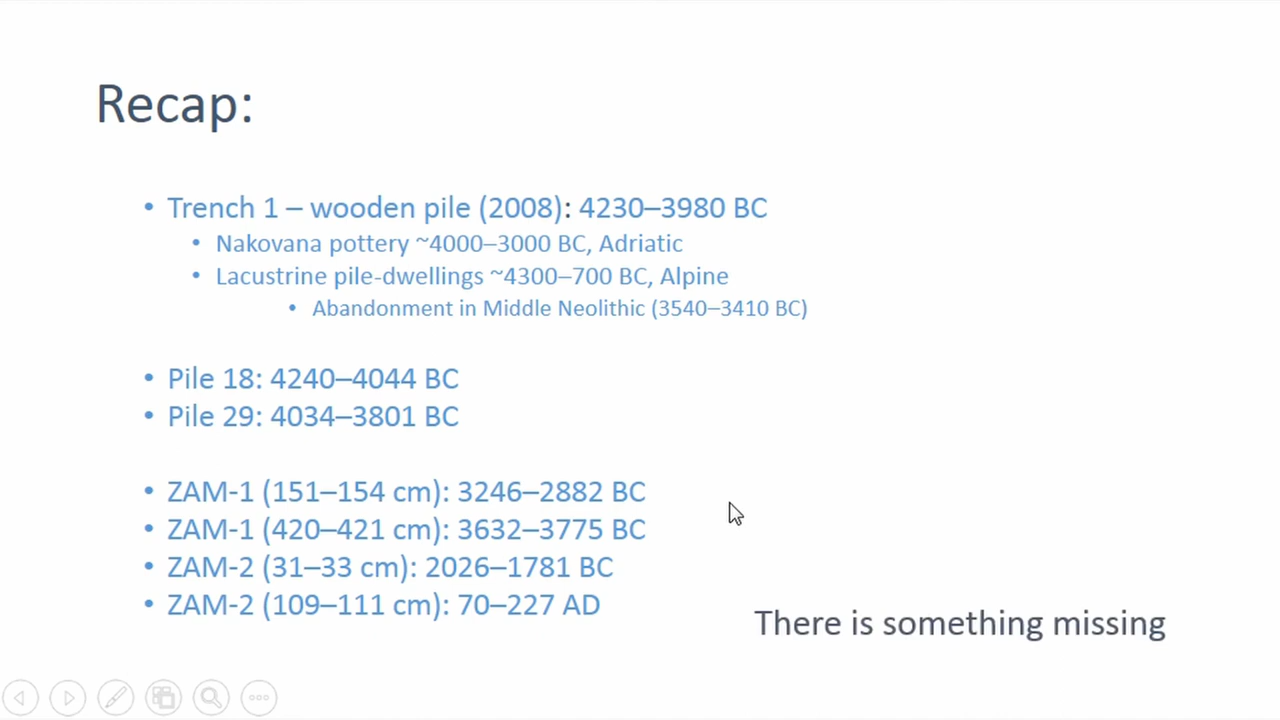 Recap:
• Trench 1 – wooden pile (2008): 4230–3980 BC
• Nakovana pottery ~4000–3000 BC, Adriatic
• Lacustrine pile-dwellings ~4300–700 BC, Alpine
• Abandonment in Middle Neolithic (3540–3410 BC)
• Pile 18: 4240–4044 BC
• Pile 29: 4034–3801 BC
• ZAM-1 (151–154 cm): 3246–2882 BC
• ZAM-1 (420–421 cm): 3632–3775 BC
• ZAM-2 (31–33 cm): 2026–1781 BC
• ZAM-2 (109–111 cm): 70–227 AD
There is something missing